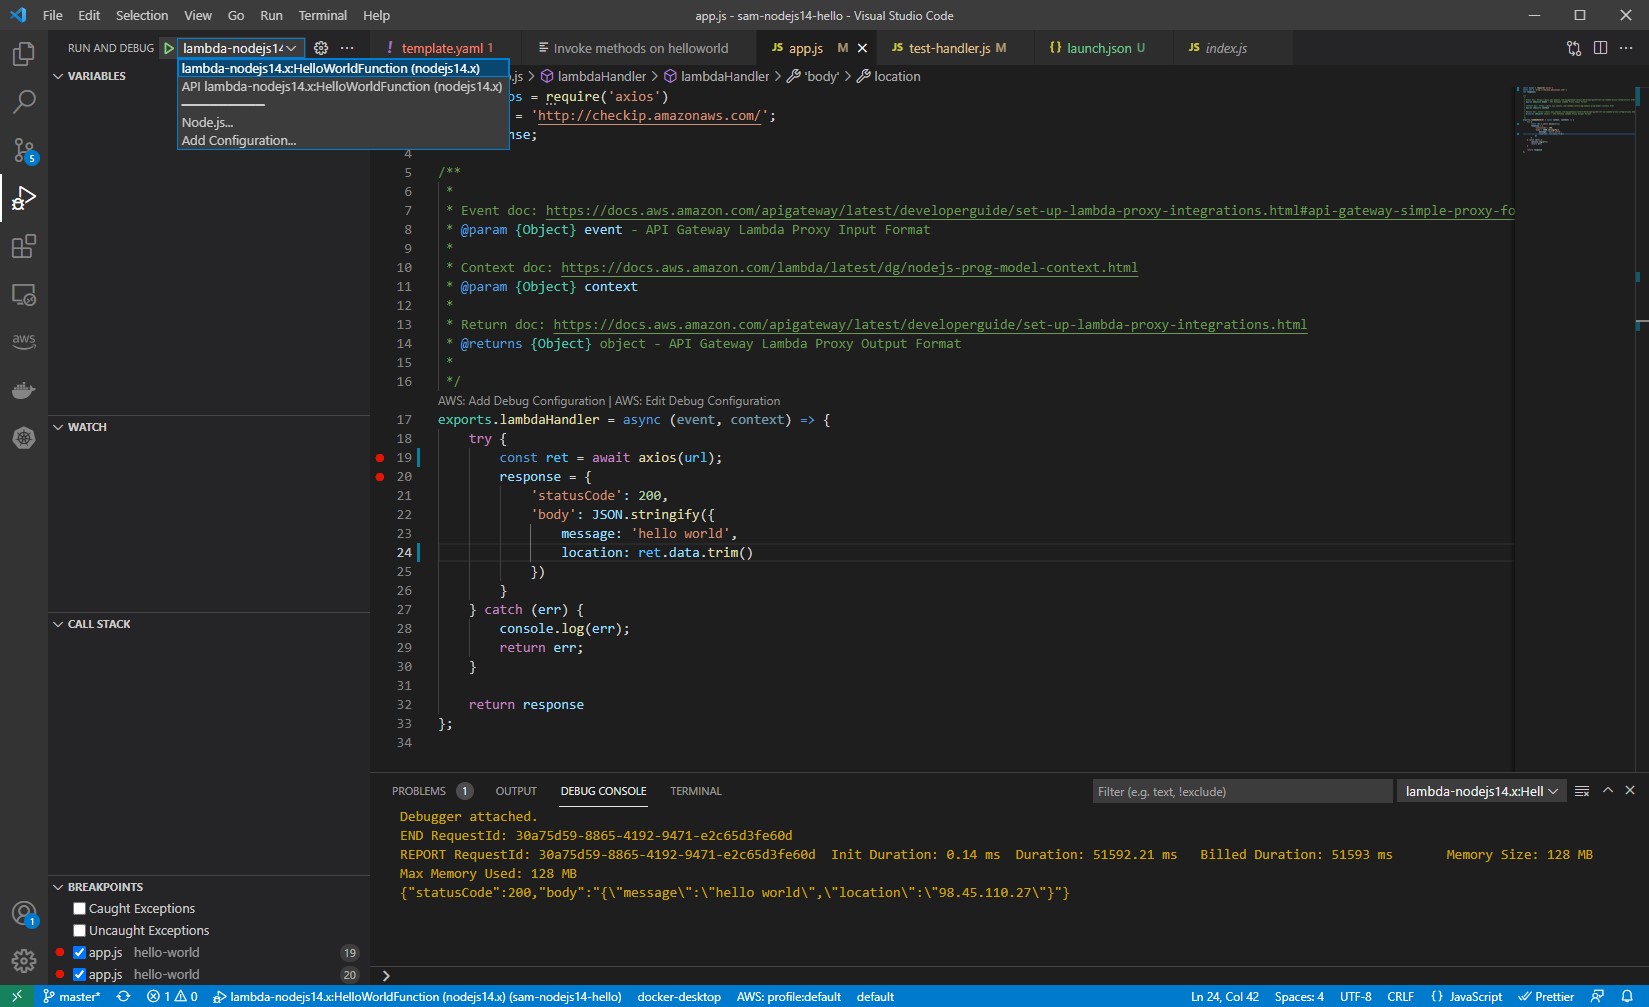 File Edit Selection View Go Run Terminal Help
app.js - sam-nodejs14-hello - Visual Studio Code
RUN AND DEBUG lambda-nodejs14
! template.yaml 1
Invoke methods on helloworld
JS app.js M
JS test-handler.js M
{} launch.json U
JS index.js
lambda-nodejs14.x:HelloWorldFunction (nodejs14.x)
API lambda-nodejs14.x:HelloWorldFunction (nodejs14.x)
Node.js...
Add Configuration...
VARIABLES
WATCH
CALL STACK
BREAKPOINTS
Caught Exceptions
Uncaught Exceptions
app.js hello-world 19
app.js hello-world 20
5
aws
1
.js > lambdaHandler > lambdaHandler > 'body' > location
os = require('axios')
= 'http://checkip.amazonaws.com/';
nse;
4
5 /**
6 *
7 * Event doc: https://docs.aws.amazon.com/apigateway/latest/developerguide/set-up-lambda-proxy-integrations.html#api-gateway-simple-proxy-fo
8 * @param {Object} event - API Gateway Lambda Proxy Input Format
9 *
10 * Context doc: https://docs.aws.amazon.com/lambda/latest/dg/nodejs-prog-model-context.html
11 * @param {Object} context
12 *
13 * Return doc: https://docs.aws.amazon.com/apigateway/latest/developerguide/set-up-lambda-proxy-integrations.html
14 * @returns {Object} object - API Gateway Lambda Proxy Output Format
15 *
16 */
AWS: Add Debug Configuration | AWS: Edit Debug Configuration
17 exports.lambdaHandler = async (event, context) => {
18 try {
19 const ret = await axios(url);
20 response = {
21 'statusCode': 200,
22 'body': JSON.stringify({
23 message: 'hello world',
24 location: ret.data.trim()
25 })
26 }
27 } catch (err) {
28 console.log(err);
29 return err;
30 }
31
32 return response
33 };
34
PROBLEMS 1 OUTPUT DEBUG CONSOLE TERMINAL
Filter (e.g. text, !exclude)
lambda-nodejs14.x:Hell
Debugger attached.
END RequestId: 30a75d59-8865-4192-9471-e2c65d3fe60d
REPORT RequestId: 30a75d59-8865-4192-9471-e2c65d3fe60d Init Duration: 0.14 ms Duration: 51592.21 ms Billed Duration: 51593 ms Memory Size: 128 MB
Max Memory Used: 128 MB
{"statusCode":200,"body":"{\"message\":\"hello world\",\"location\":\"98.45.110.27\"}"}
>
master* 1 0 lambda-nodejs14.x:HelloWorldFunction (nodejs14.x) (sam-nodejs14-hello) docker-desktop AWS: profile:default default
Ln 24, Col 42 Spaces: 4 UTF-8 CRLF {} JavaScript Prettier